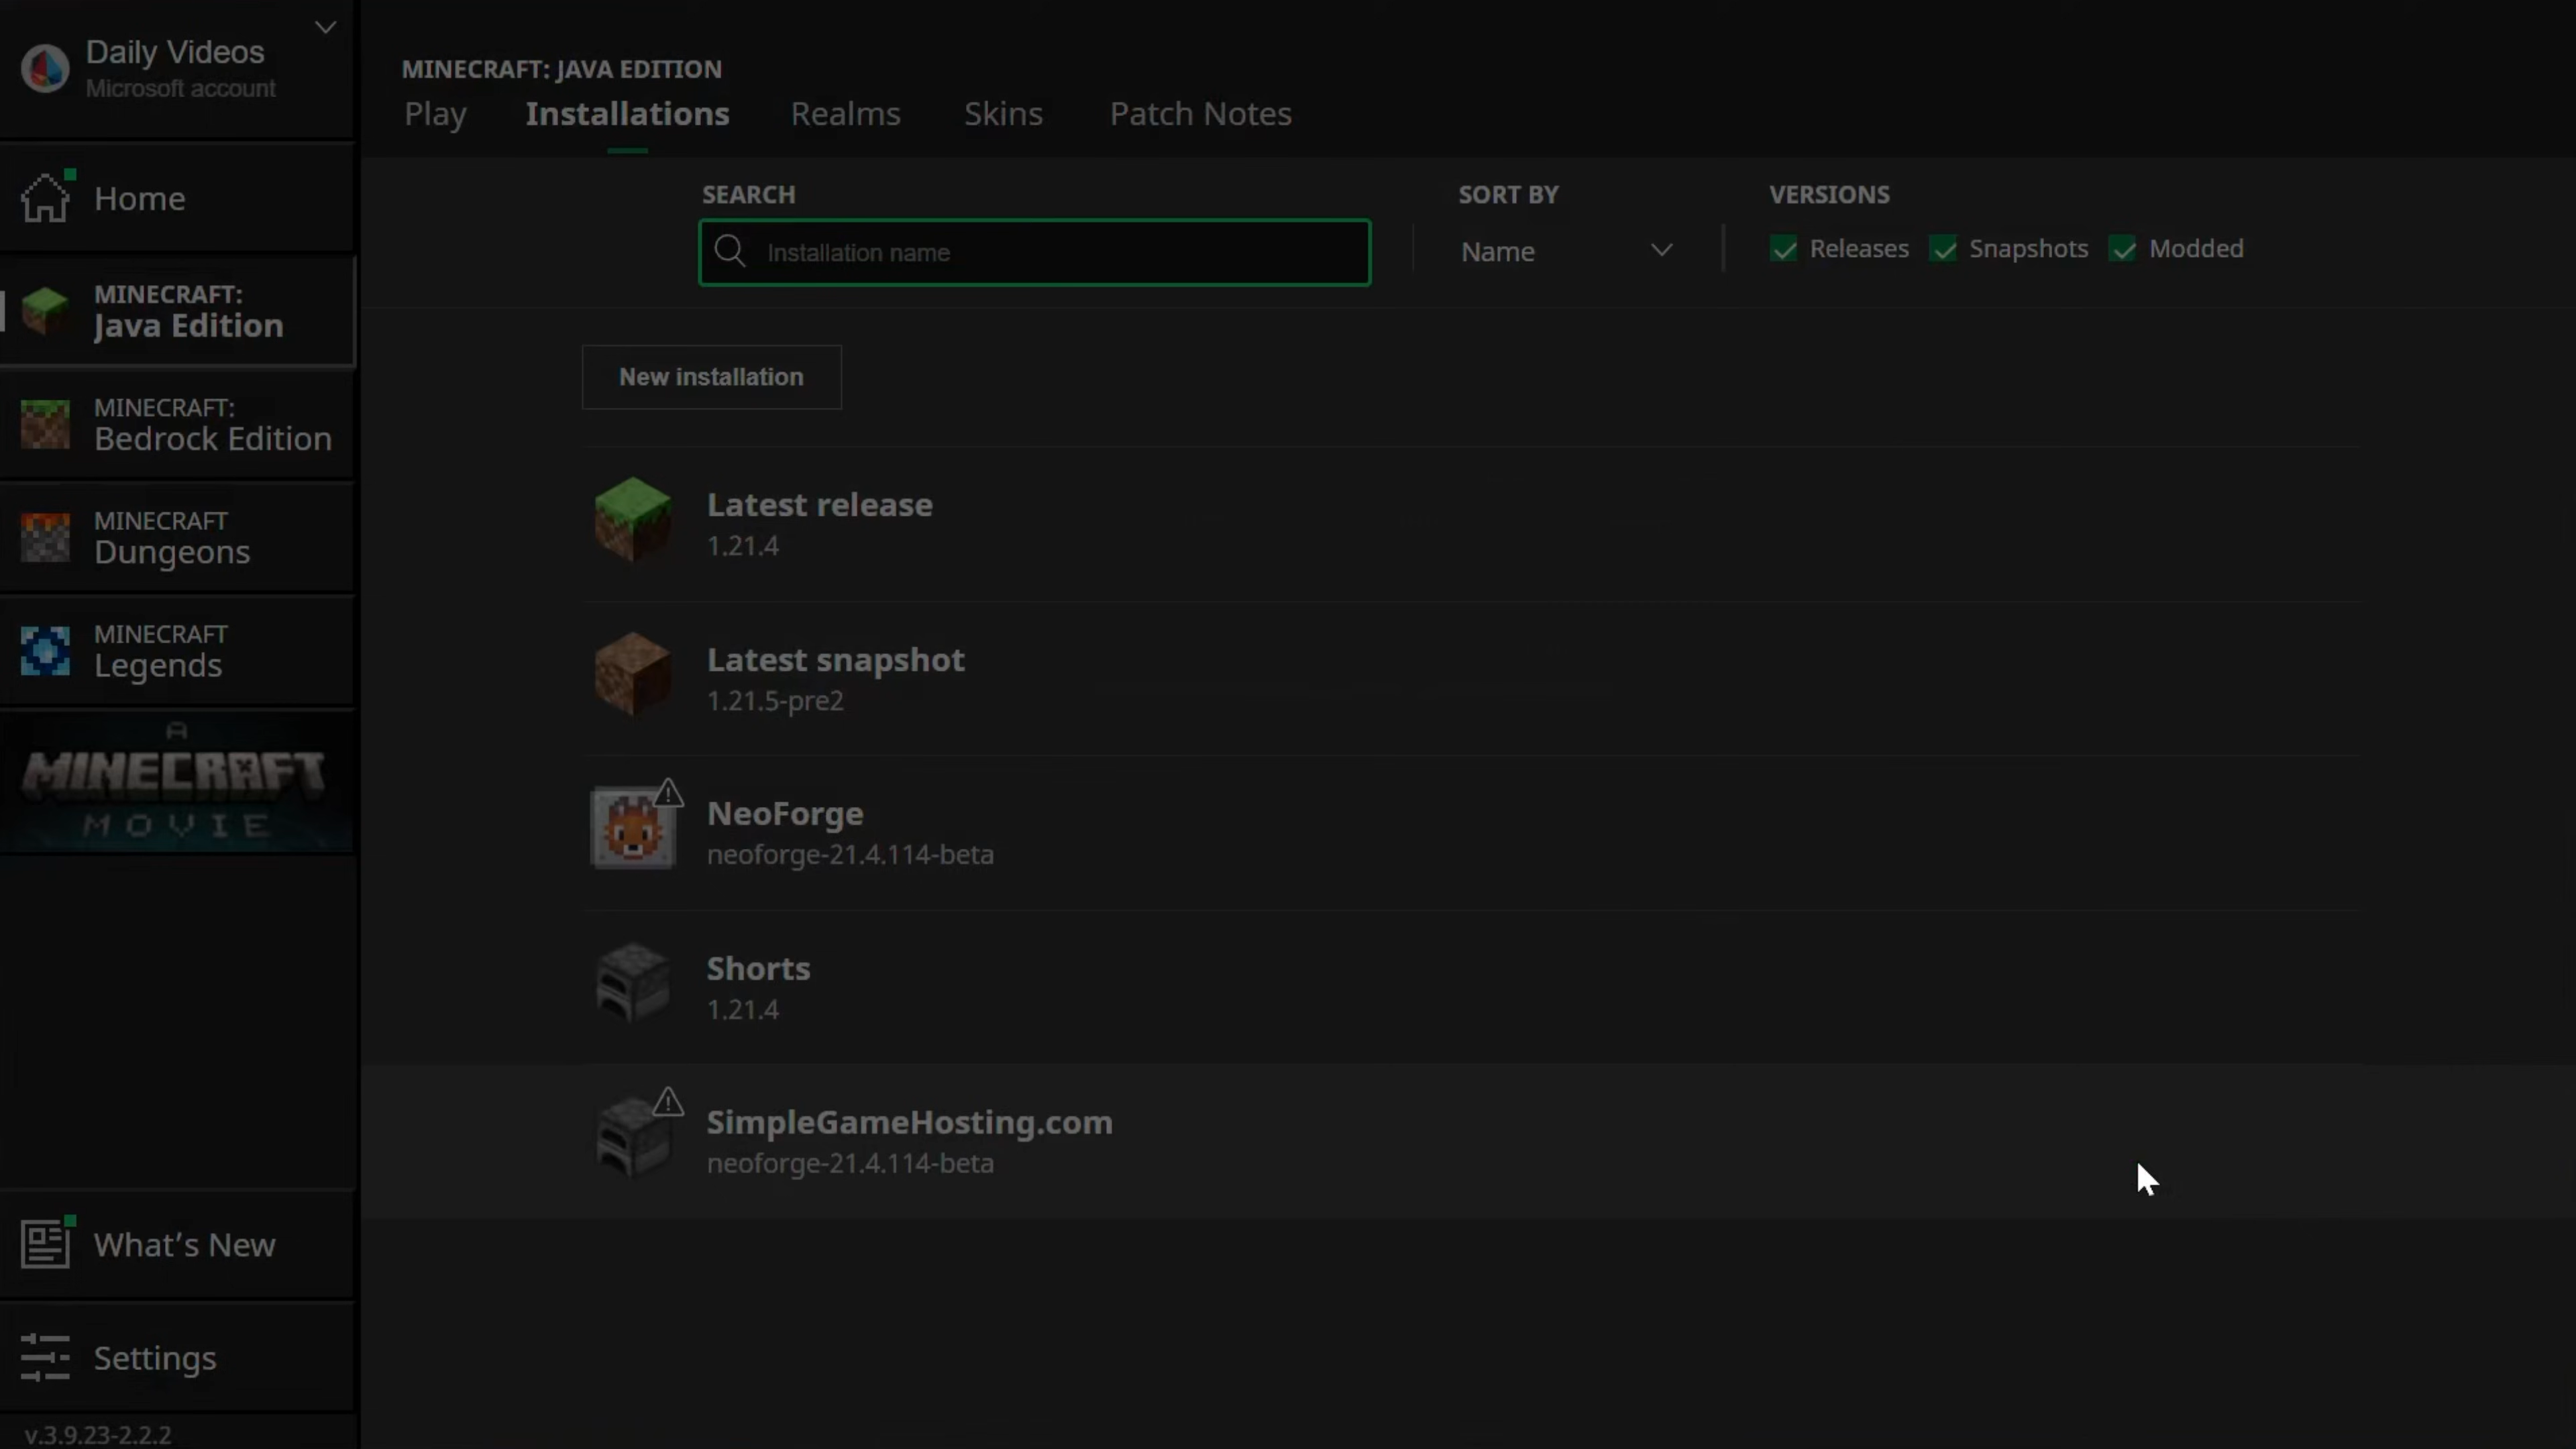 Daily Videos
Microsoft account
Home
MINECRAFT:
Java Edition
MINECRAFT:
Bedrock Edition
MINECRAFT
Dungeons
MINECRAFT
Legends
A
MINECRAFT
MOVIE
What's New
Settings
v.3.9.23-2.2.2
MINECRAFT: JAVA EDITION
Play Installations Realms Skins Patch Notes
SEARCH SORT BY VERSIONS
Installation name Name Releases Snapshots Modded
New installation
Latest release
1.21.4
Latest snapshot
1.21.5-pre2
NeoForge
neoforge-21.4.114-beta
Shorts
1.21.4
SimpleGameHosting.com
neoforge-21.4.114-beta